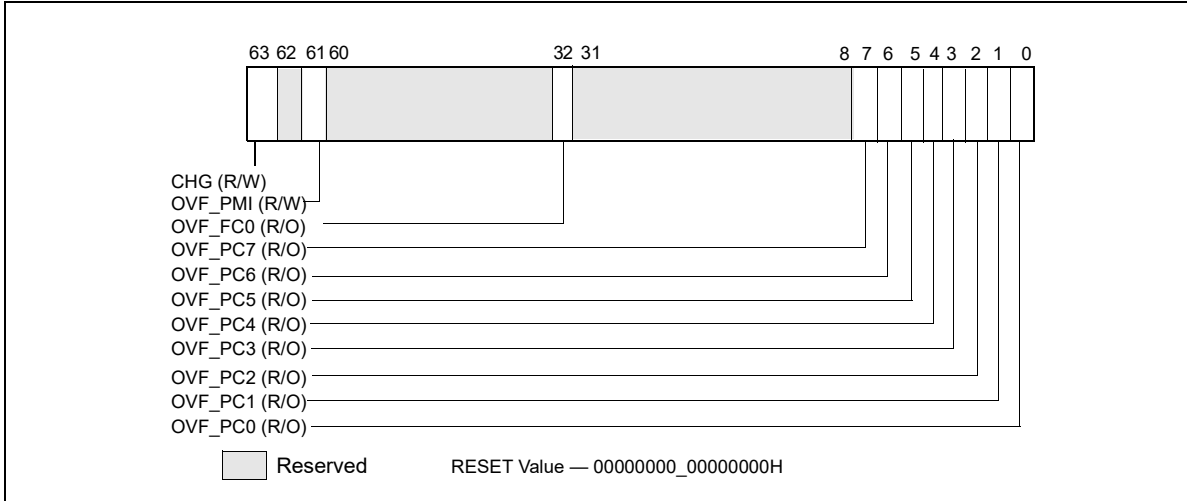 63 62 61 60 32 31 8 7 6 5 4 3 2 1 0
CHG (R/W)
OVF_PMI (R/W)
OVF_FC0 (R/O)
OVF_PC7 (R/O)
OVF_PC6 (R/O)
OVF_PC5 (R/O)
OVF_PC4 (R/O)
OVF_PC3 (R/O)
OVF_PC2 (R/O)
OVF_PC1 (R/O)
OVF_PC0 (R/O)
Reserved RESET Value — 00000000_00000000H